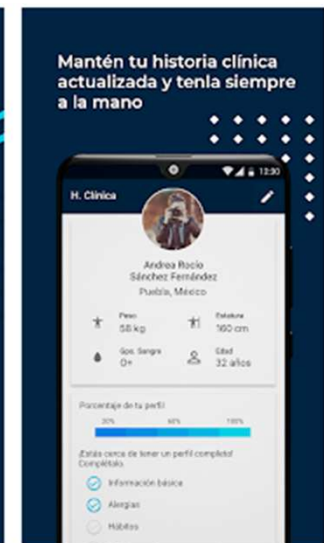 Mantén tu historia clínica
actualizada y tenla siempre
a la mano
12:30
H. Clínica
Andrea Rocío
Sánchez Fernández
Puebla, México
Peso
58 kg
Estatura
160 cm
Gpo. Sangre
O+
Edad
32 años
Porcentaje de tu perfil
20%
60%
100%
¡Estás cerca de tener un perfil completo!
Complétalo.
Información básica
Alergias
Hábitos